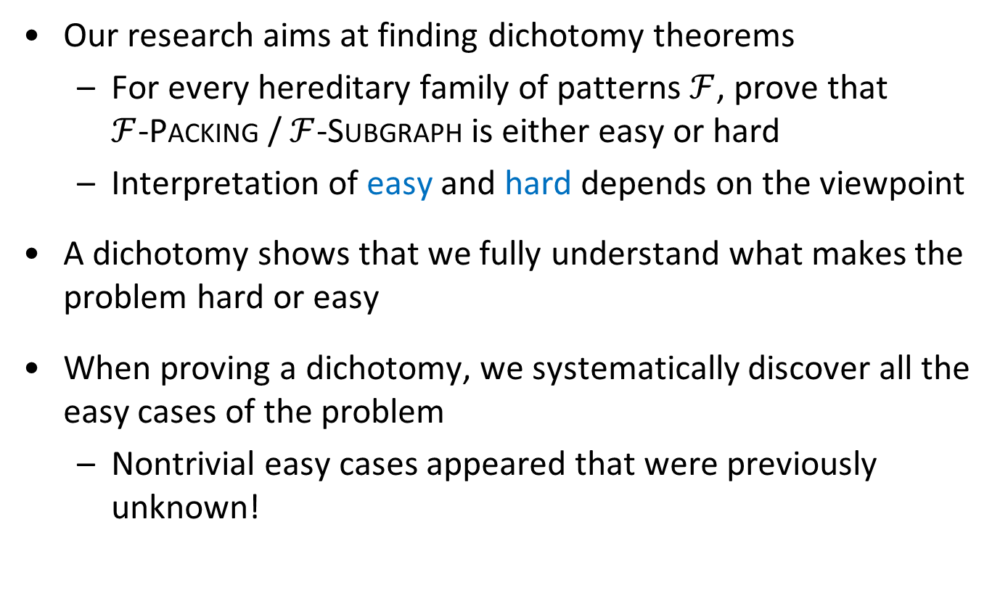 • Our research aims at finding dichotomy theorems
– For every hereditary family of patterns ℱ, prove that
ℱ-PACKING / ℱ-SUBGRAPH is either easy or hard
– Interpretation of easy and hard depends on the viewpoint
• A dichotomy shows that we fully understand what makes the
problem hard or easy
• When proving a dichotomy, we systematically discover all the
easy cases of the problem
– Nontrivial easy cases appeared that were previously
unknown!